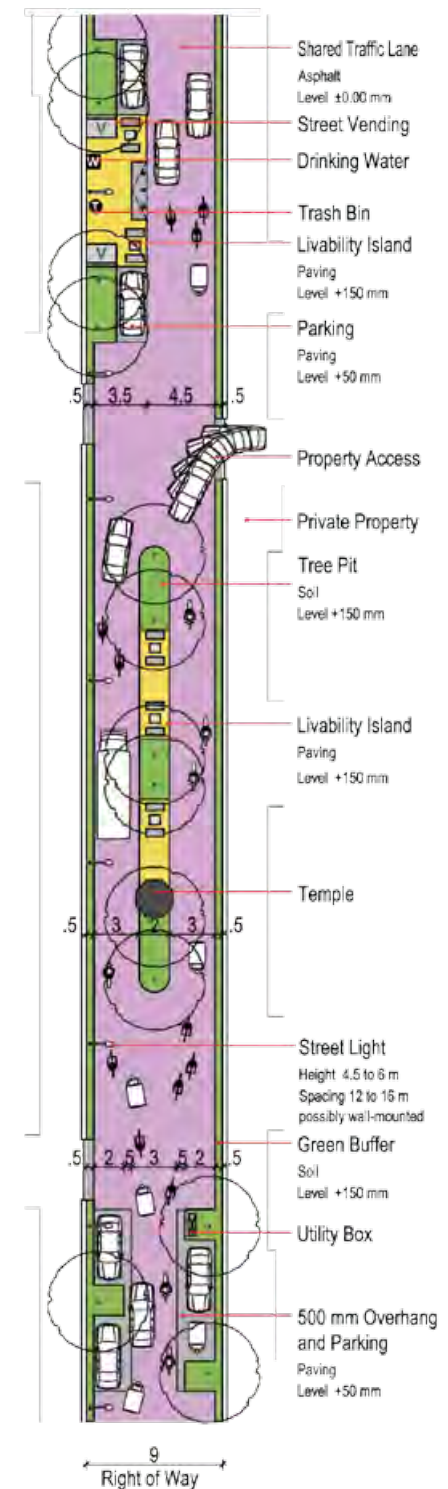 Shared Traffic Lane
Asphalt
Level ±0.00 mm
Street Vending
V
Drinking Water
W
Trash Bin
T
Livability Island
Paving
Level +150 mm
V
Parking
Paving
Level +50 mm
.5 3.5 4.5 .5
Property Access
Private Property
Tree Pit
Soil
Level +150 mm
Livability Island
Paving
Level +150 mm
Temple
.5 3 2 3 .5
Street Light
Height 4.5 to 6 m
Spacing 12 to 16 m
possibly wall-mounted
Green Buffer
Soil
Level +150 mm
.5 2 .5 3 .5 2 .5
Utility Box
500 mm Overhang
and Parking
Paving
Level +50 mm
9
Right of Way